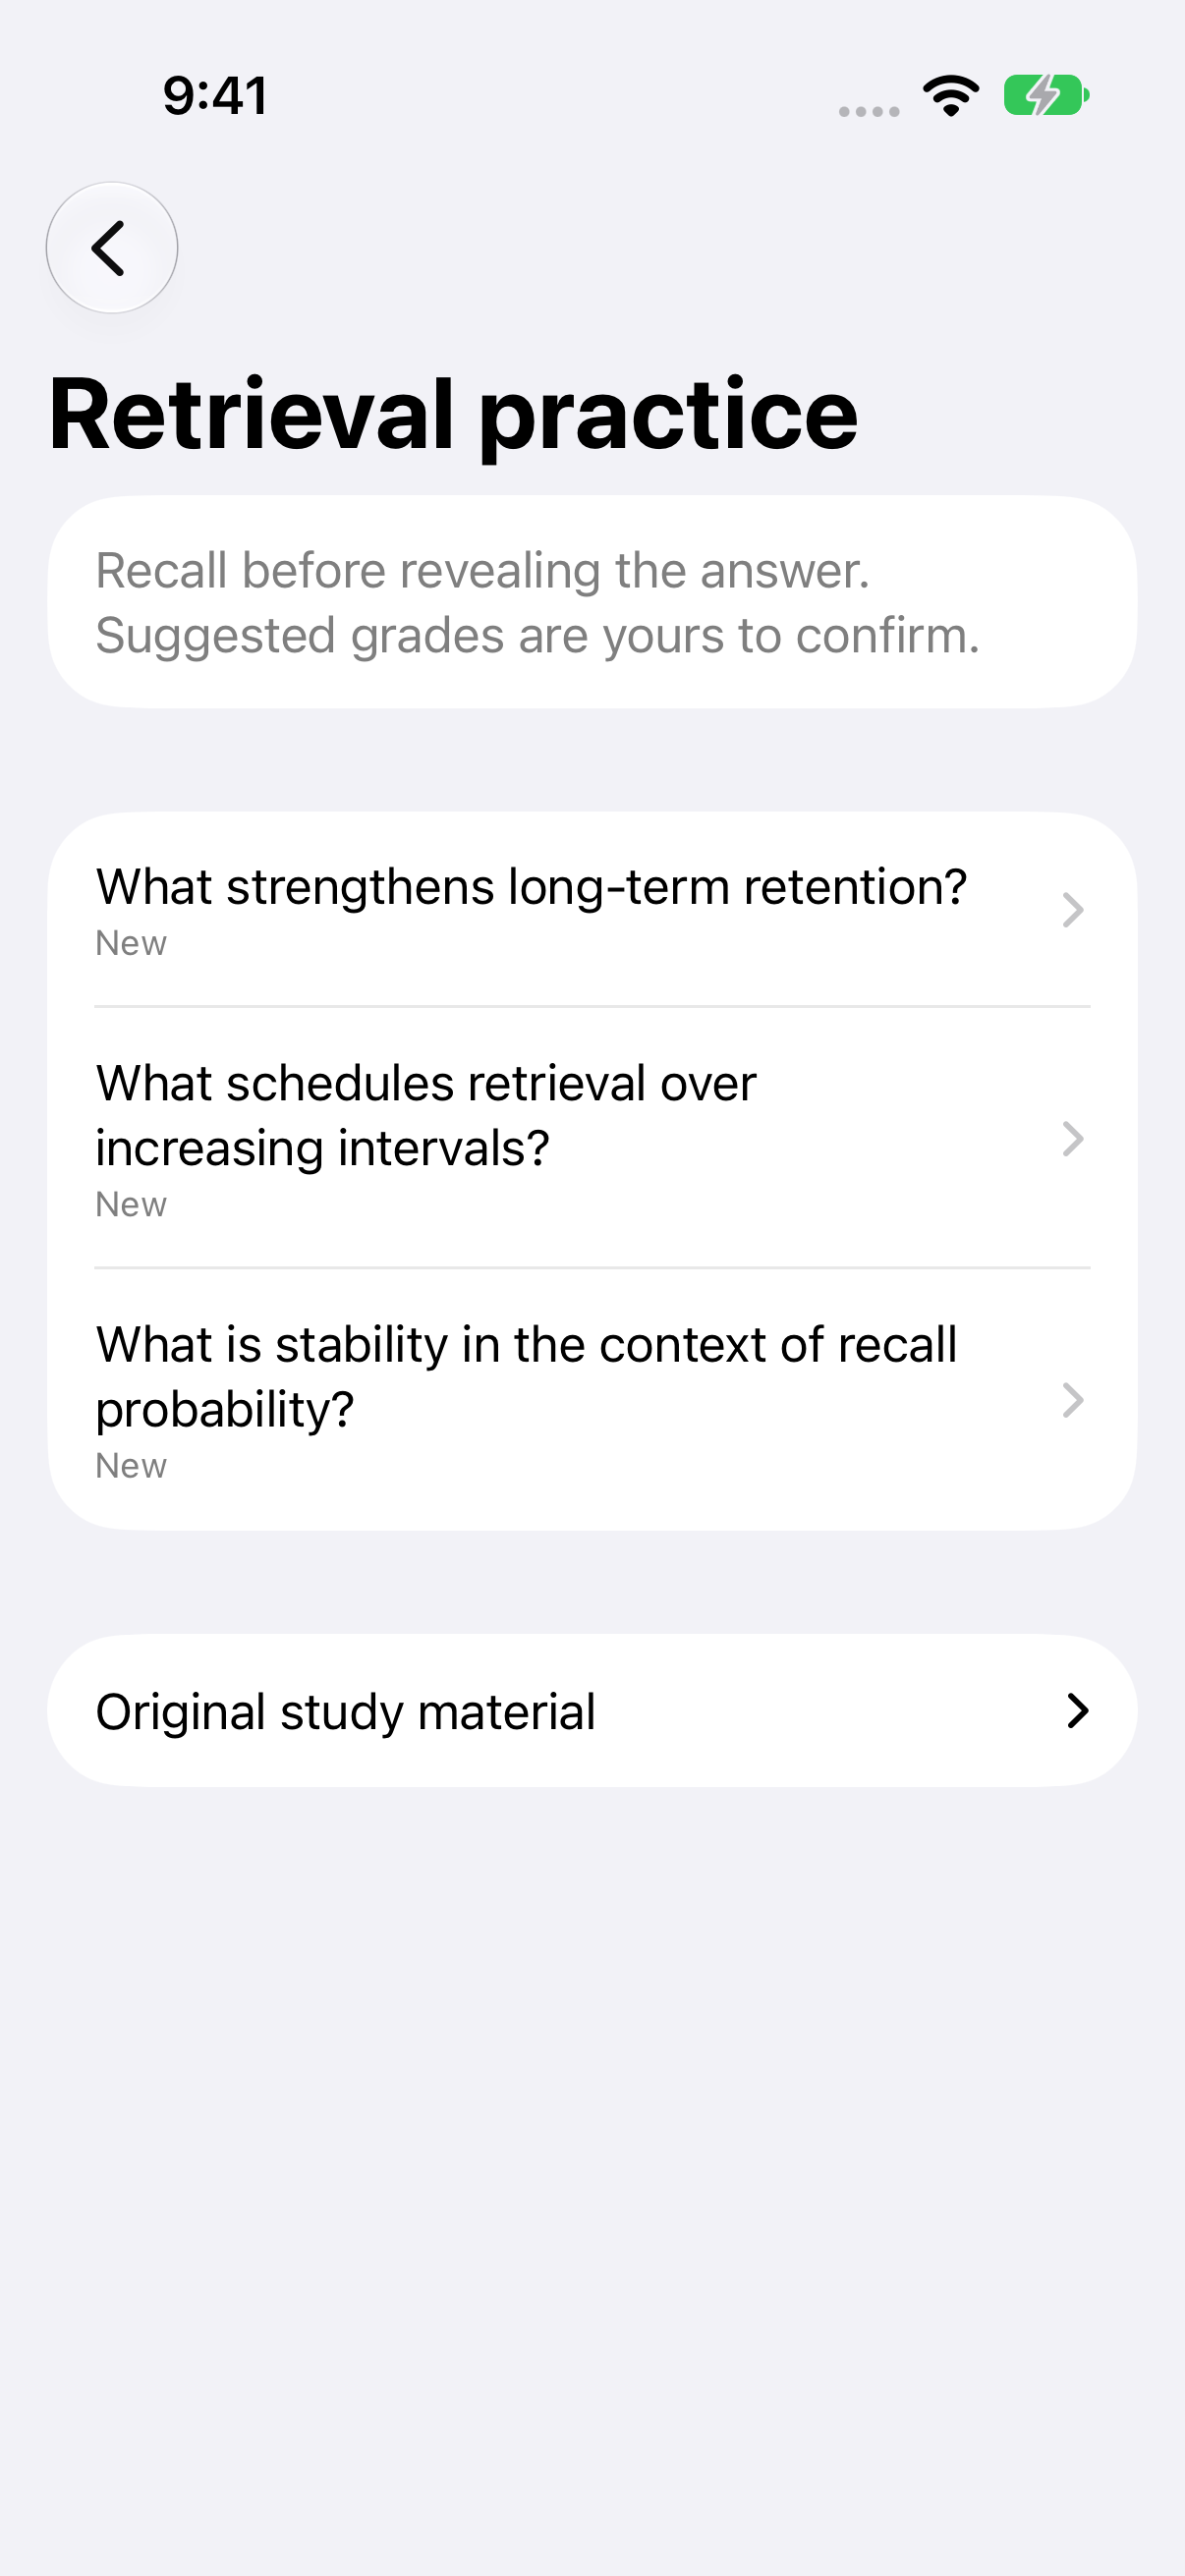 9:41
Retrieval practice
Recall before revealing the answer.
Suggested grades are yours to confirm.
What strengthens long-term retention?
New
What schedules retrieval over
increasing intervals?
New
What is stability in the context of recall
probability?
New
Original study material